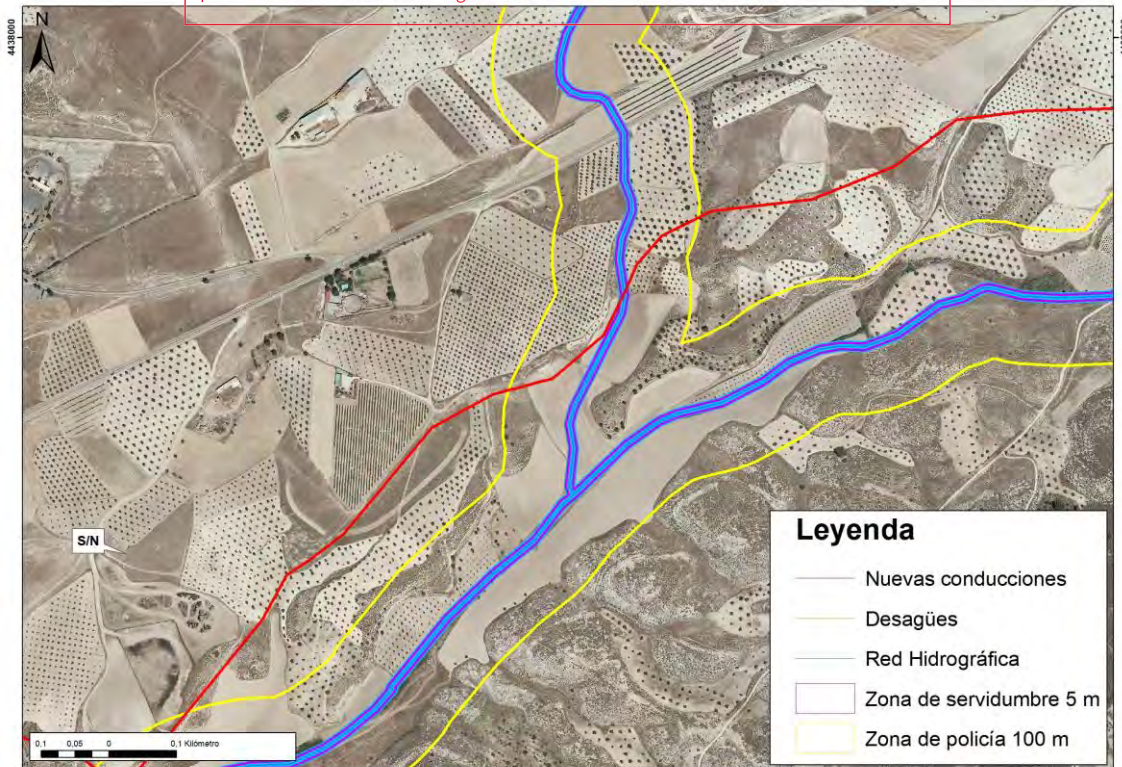 N
4438000
S/N
Leyenda
Nuevas conducciones
Desagües
Red Hidrográfica
Zona de servidumbre 5 m
Zona de policía 100 m
0,1 0,05 0 0,1 Kilómetro